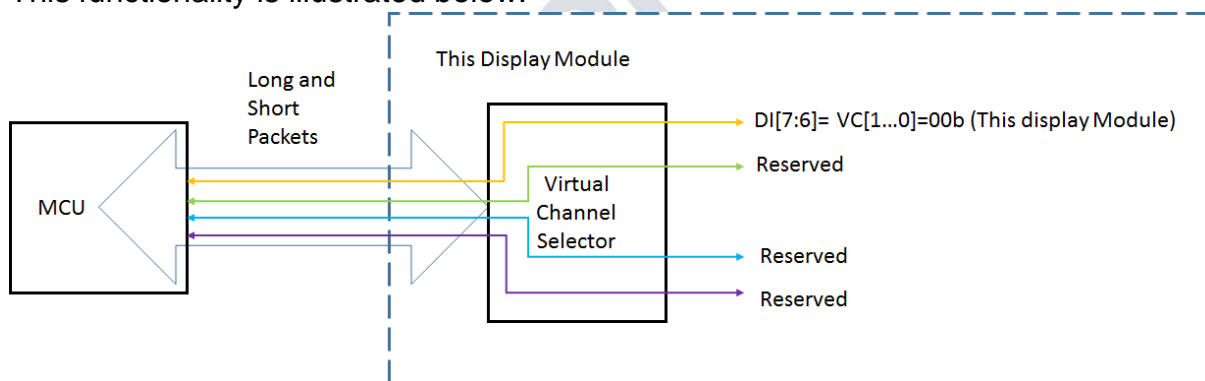 This functionality is illustrated below:
This Display Module
Long and
Short
Packets
DI[7:6]= VC[1...0]=00b (This display Module)
Reserved
MCU
Virtual
Channel
Selector
Reserved
Reserved